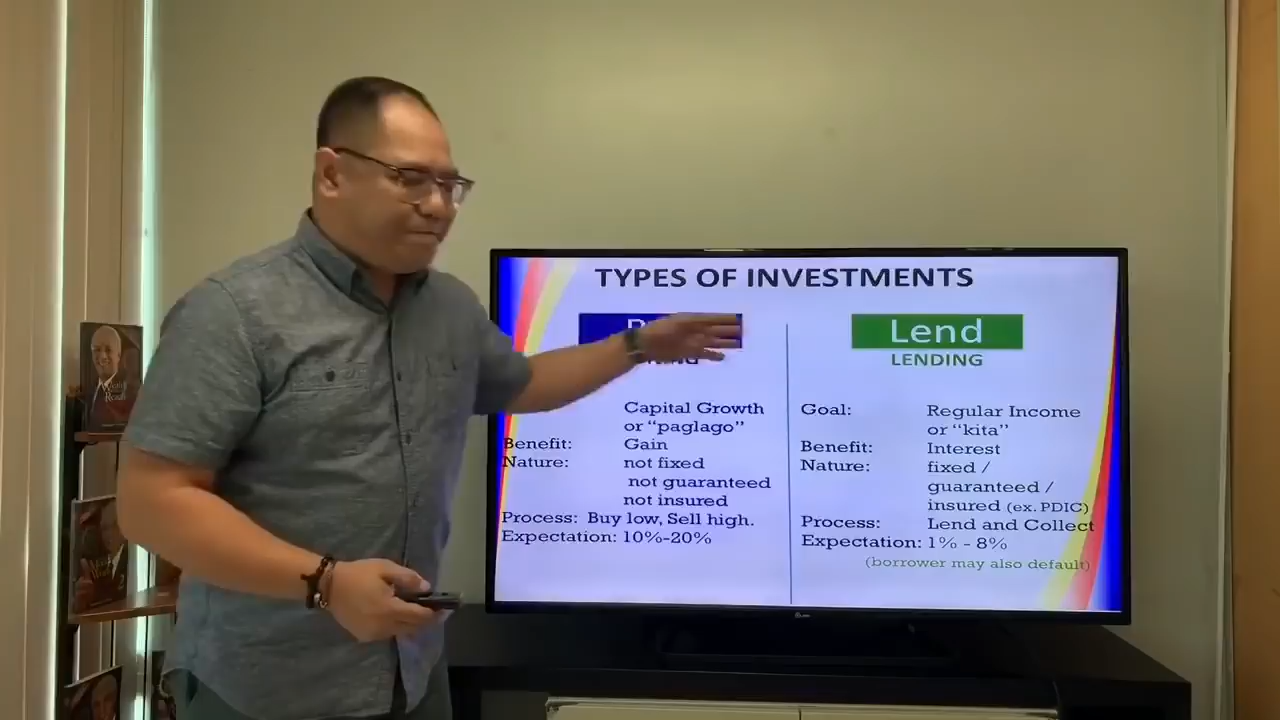 TYPES OF INVESTMENTS
Lend
LENDING
Capital Growth
or “paglago”
Benefit: Gain
Nature: not fixed
not guaranteed
not insured
Process: Buy low, Sell high.
Expectation: 10%-20%
Goal: Regular Income
or “kita”
Benefit: Interest
Nature: fixed /
guaranteed /
insured (ex. PDIC)
Process: Lend and Collect
Expectation: 1% - 8%
(borrower may also default)